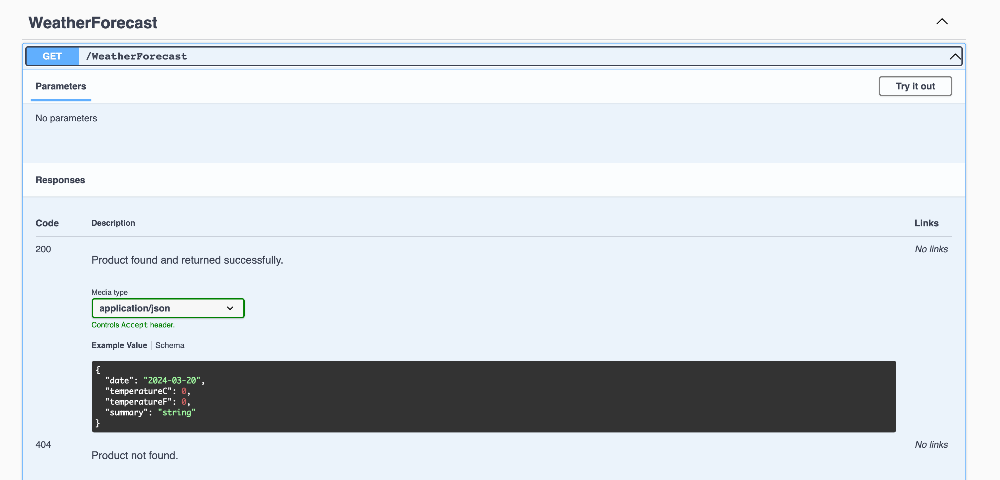 WeatherForecast
GET /WeatherForecast
Parameters Try it out
No parameters
Responses
Code Description Links
200 No links
Product found and returned successfully.
Media type
application/json
Controls Accept header.
Example Value Schema
{
  "date": "2024-03-20",
  "temperatureC": 0,
  "temperatureF": 0,
  "summary": "string"
}
404 No links
Product not found.